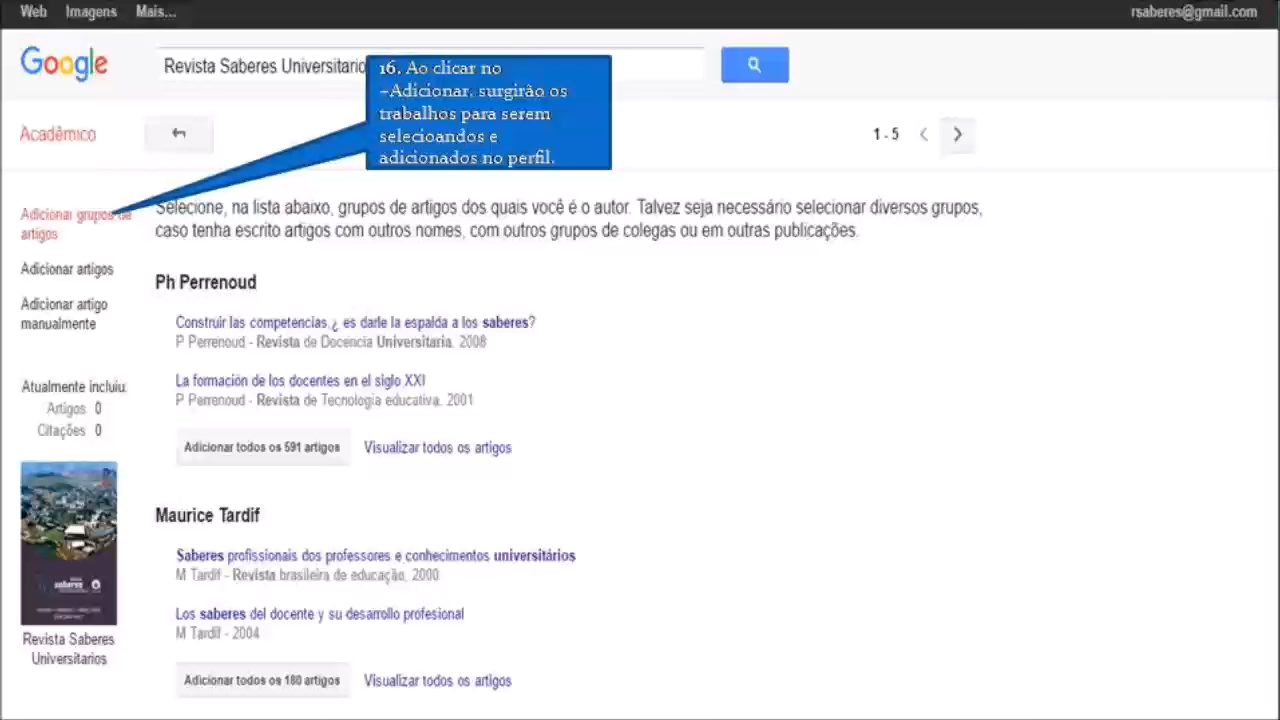 Web Imagens Mais... rsaberes@gmail.com
Google Revista Saberes Universitario
16. Ao clicar no
-Adicionar, surgirão os
trabalhos para serem
selecioandos e
adicionados no perfil.
Acadêmico 1 - 5
Adicionar grupos de
artigos
Adicionar artigos
Adicionar artigo
manualmente
Atualmente incluiu:
Artigos 0
Citações 0
saberes
Revista Saberes
Universitarios
Selecione, na lista abaixo, grupos de artigos dos quais você é o autor. Talvez seja necessário selecionar diversos grupos,
caso tenha escrito artigos com outros nomes, com outros grupos de colegas ou em outras publicações.
Ph Perrenoud
Construir las competencias,¿ es darle la espalda a los saberes?
P Perrenoud - Revista de Docencia Universitaria, 2008
La formación de los docentes en el siglo XXI
P Perrenoud - Revista de Tecnología educativa, 2001
Adicionar todos os 591 artigos Visualizar todos os artigos
Maurice Tardif
Saberes profissionais dos professores e conhecimentos universitários
M Tardif - Revista brasileira de educação, 2000
Los saberes del docente y su desarrollo profesional
M Tardif - 2004
Adicionar todos os 180 artigos Visualizar todos os artigos